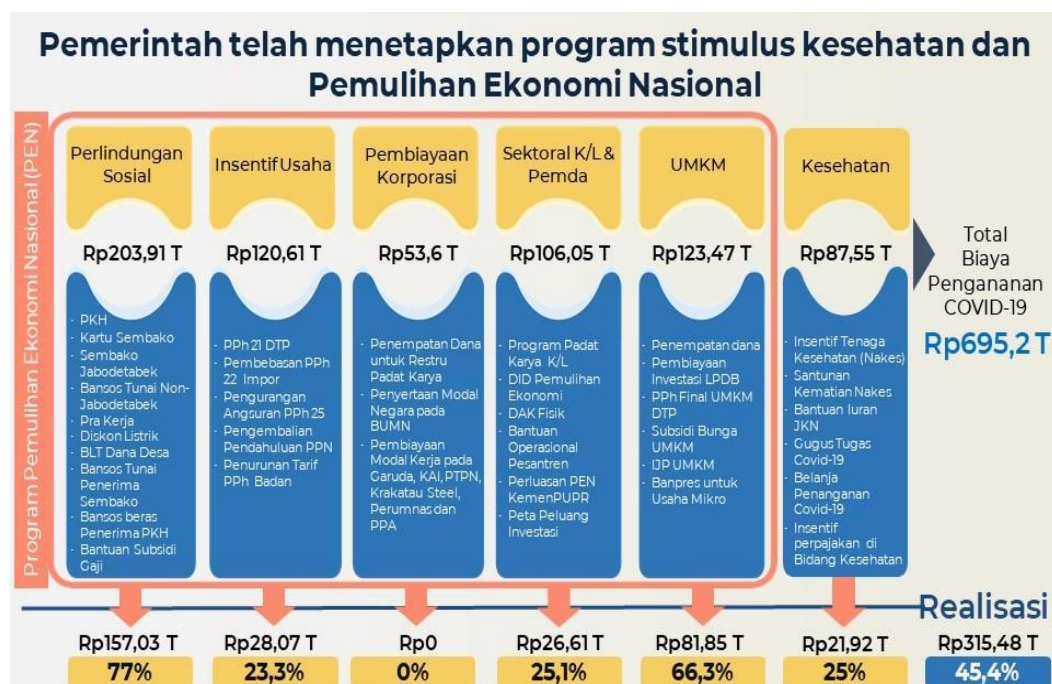 Pemerintah telah menetapkan program stimulus kesehatan dan
Pemulihan Ekonomi Nasional
Program Pemulihan Ekonomi Nasional (PEN)
Perlindungan
Sosial
Rp203,91 T
- PKH
- Kartu Sembako
- Sembako
Jabodetabek
- Bansos Tunai Non-
Jabodetabek
- Pra Kerja
- Diskon Listrik
- BLT Dana Desa
- Bansos Tunai
Penerima
Sembako
- Bansos beras
Penerima PKH
- Bantuan Subsidi
Gaji
Insentif Usaha
Rp120,61 T
- PPh 21 DTP
- Pembebasan PPh
22 Impor
- Pengurangan
Angsuran PPh 25
- Pengembalian
Pendahuluan PPN
- Penurunan Tarif
PPh Badan
Pembiayaan
Korporasi
Rp53,6 T
- Penempatan Dana
untuk Restru
Padat Karya
- Penyertaan Modal
Negara pada
BUMN
- Pembiayaan
Modal Kerja pada
Garuda, KAI, PTPN,
Krakatau Steel,
Perumnas dan
PPA
Sektoral K/L &
Pemda
Rp106,05 T
- Program Padat
Karya K/L
- DID Pemulihan
Ekonomi
- DAK Fisik
- Bantuan
Operasional
Pesantren
- Perluasan PEN
KemenPUPR
- Peta Peluang
Investasi
UMKM
Rp123,47 T
- Penempatan dana
- Pembiayaan
Investasi LPDB
- PPh Final UMKM
DTP
- Subsidi Bunga
UMKM
- IJP UMKM
- Banpres untuk
Usaha Mikro
Kesehatan
Rp87,55 T
- Insentif Tenaga
Kesehatan (Nakes)
- Santunan
Kematian Nakes
- Bantuan Iuran
JKN
- Gugus Tugas
Covid-19
- Belanja
Penanganan
Covid-19
- Insentif
perpajakan di
Bidang Kesehatan
Total
Biaya
Pengananan
COVID-19
Rp695,2 T
Realisasi
Rp157,03 T
77%
Rp28,07 T
23,3%
Rp0
0%
Rp26,61 T
25,1%
Rp81,85 T
66,3%
Rp21,92 T
25%
Rp315,48 T
45,4%